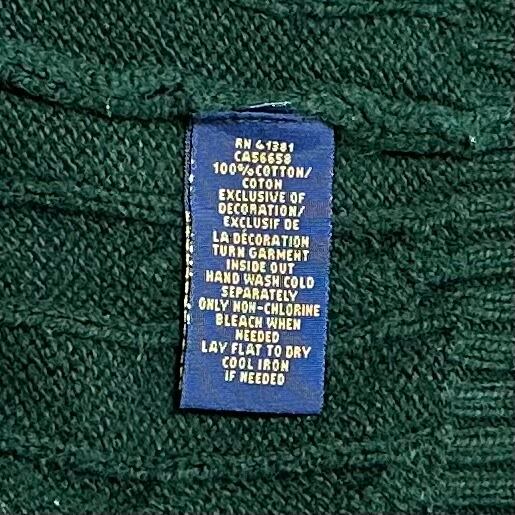 RN 41381
CA56658
100%COTTON/
COTON
EXCLUSIVE OF
DECORATION/
EXCLUSIF DE
LA DÉCORATION
TURN GARMENT
INSIDE OUT
HAND WASH COLD
SEPARATELY
ONLY NON-CHLORINE
BLEACH WHEN
NEEDED
LAY FLAT TO DRY
COOL IRON
IF NEEDED